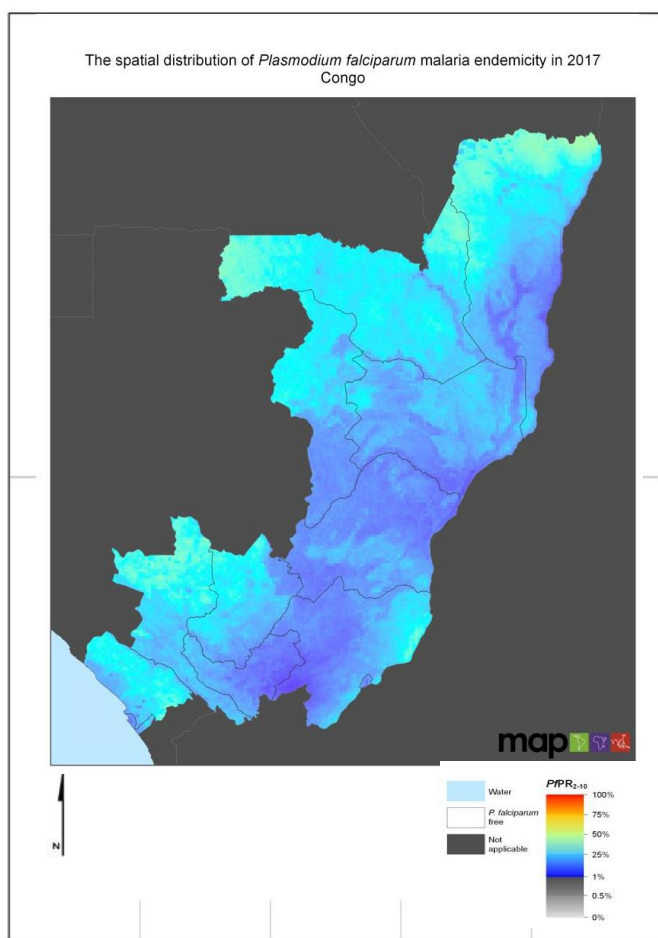 The spatial distribution of Plasmodium falciparum malaria endemicity in 2017
Congo
map
N
Water
P. falciparum
free
Not
applicable
PfPR2-10
100%
75%
50%
25%
1%
0.5%
0%